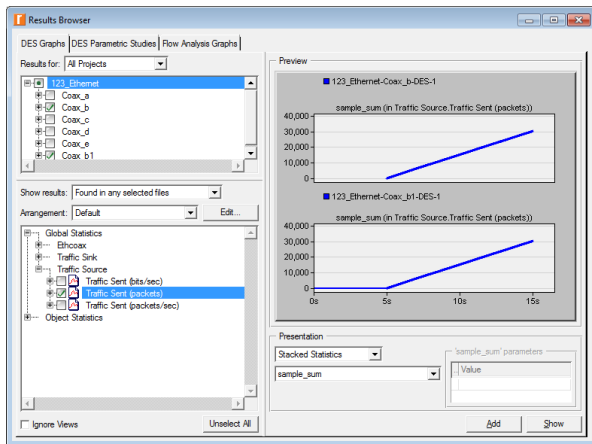 Results Browser
DES Graphs DES Parametric Studies Flow Analysis Graphs
Results for: All Projects
123_Ethernet
Coax_a
Coax_b
Coax_c
Coax_d
Coax_e
Coax_b1
Show results: Found in any selected files
Arrangement: Default Edit...
Global Statistics
Ethcoax
Traffic Sink
Traffic Source
Traffic Sent (bits/sec)
Traffic Sent (packets)
Traffic Sent (packets/sec)
Object Statistics
Ignore Views Unselect All
Preview
123_Ethernet-Coax_b-DES-1
sample_sum (in Traffic Source.Traffic Sent (packets))
40,000
30,000
20,000
10,000
0
123_Ethernet-Coax_b1-DES-1
sample_sum (in Traffic Source.Traffic Sent (packets))
40,000
30,000
20,000
10,000
0
0s 5s 10s 15s
Presentation
Stacked Statistics
sample_sum
'sample_sum' parameters
Value
Add Show